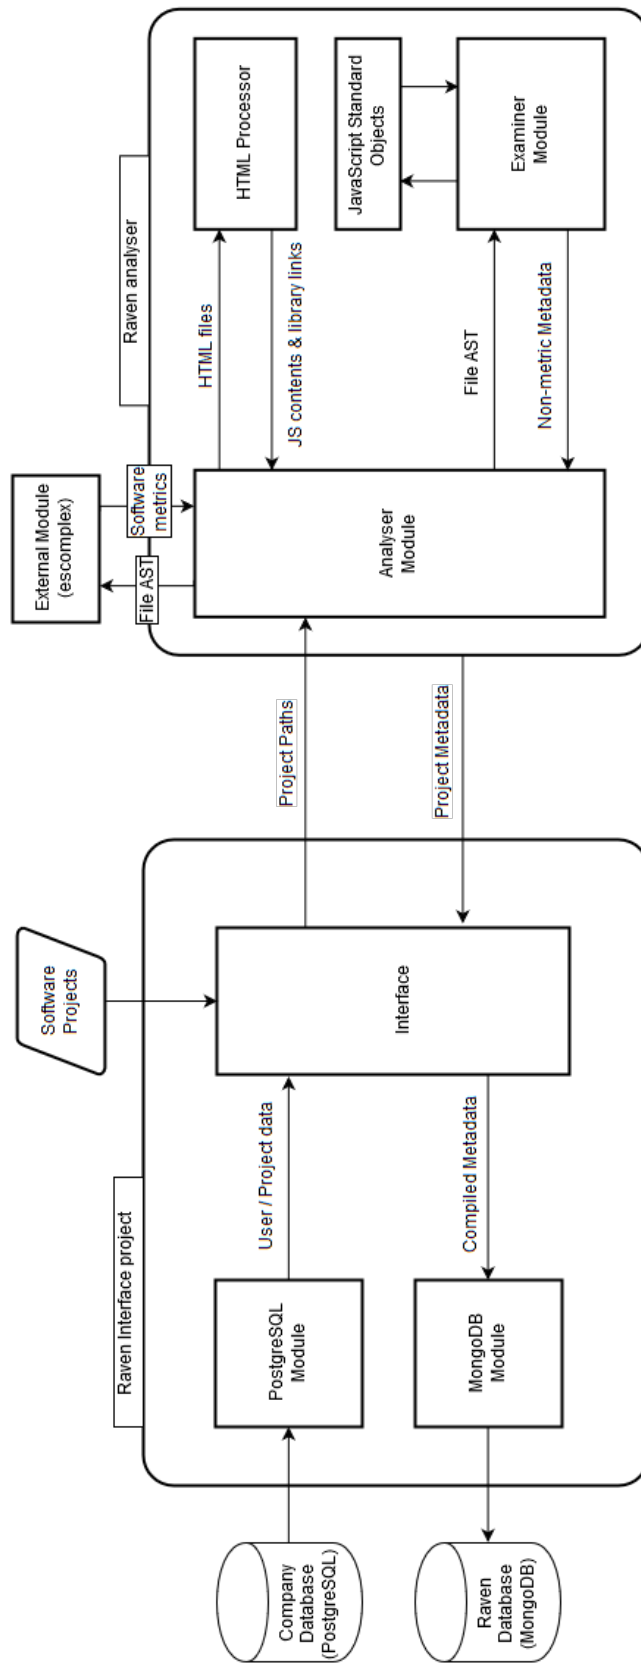 Company
Database
(PostgreSQL)
Raven
Database
(MongoDB)
Raven Interface project
PostgreSQL
Module
MongoDB
Module
User / Project data
Compiled Metadata
Software
Projects
Interface
Project Paths
Project Metadata
External Module
(escomplex)
File AST
Software
metrics
Raven analyser
Analyser
Module
HTML files
JS contents & library links
File AST
Non-metric Metadata
HTML Processor
JavaScript Standard
Objects
Examiner
Module